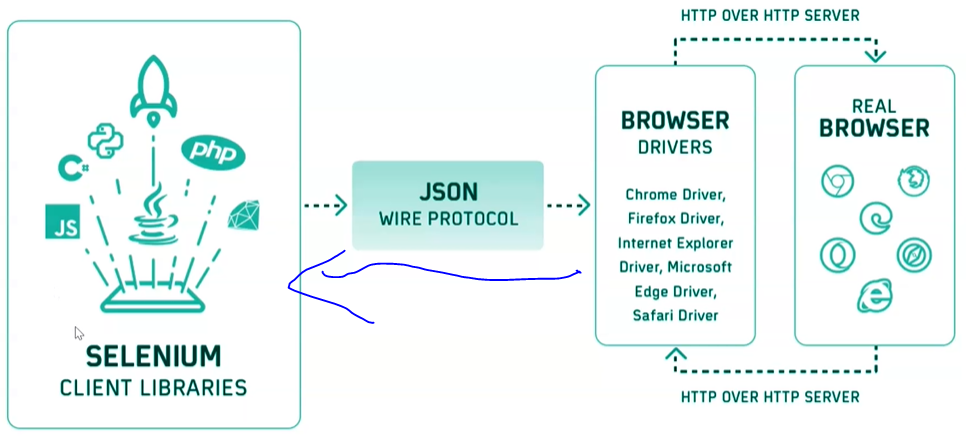 HTTP OVER HTTP SERVER
C#
php
JS
SELENIUM
CLIENT LIBRARIES
JSON
WIRE PROTOCOL
BROWSER
DRIVERS
Chrome Driver,
Firefox Driver,
Internet Explorer
Driver, Microsoft
Edge Driver,
Safari Driver
REAL
BROWSER
HTTP OVER HTTP SERVER